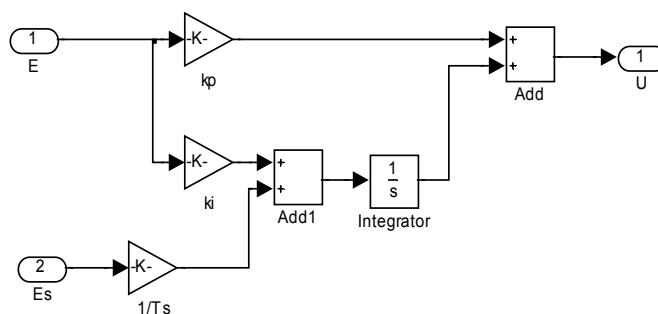 1
E
-K-
kp
+
+
Add
1
U
-K-
ki
+
+
Add1
1
s
Integrator
2
Es
-K-
1/Ts